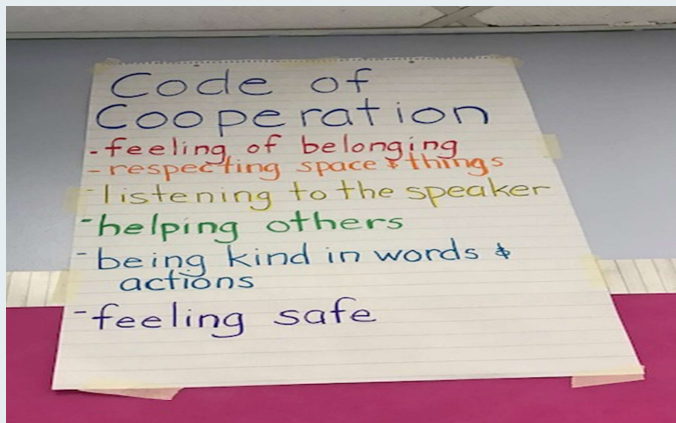 Code of
Cooperation
-feeling of belonging
-respecting space & things
-listening to the speaker
-helping others
-being kind in words &
actions
-feeling safe